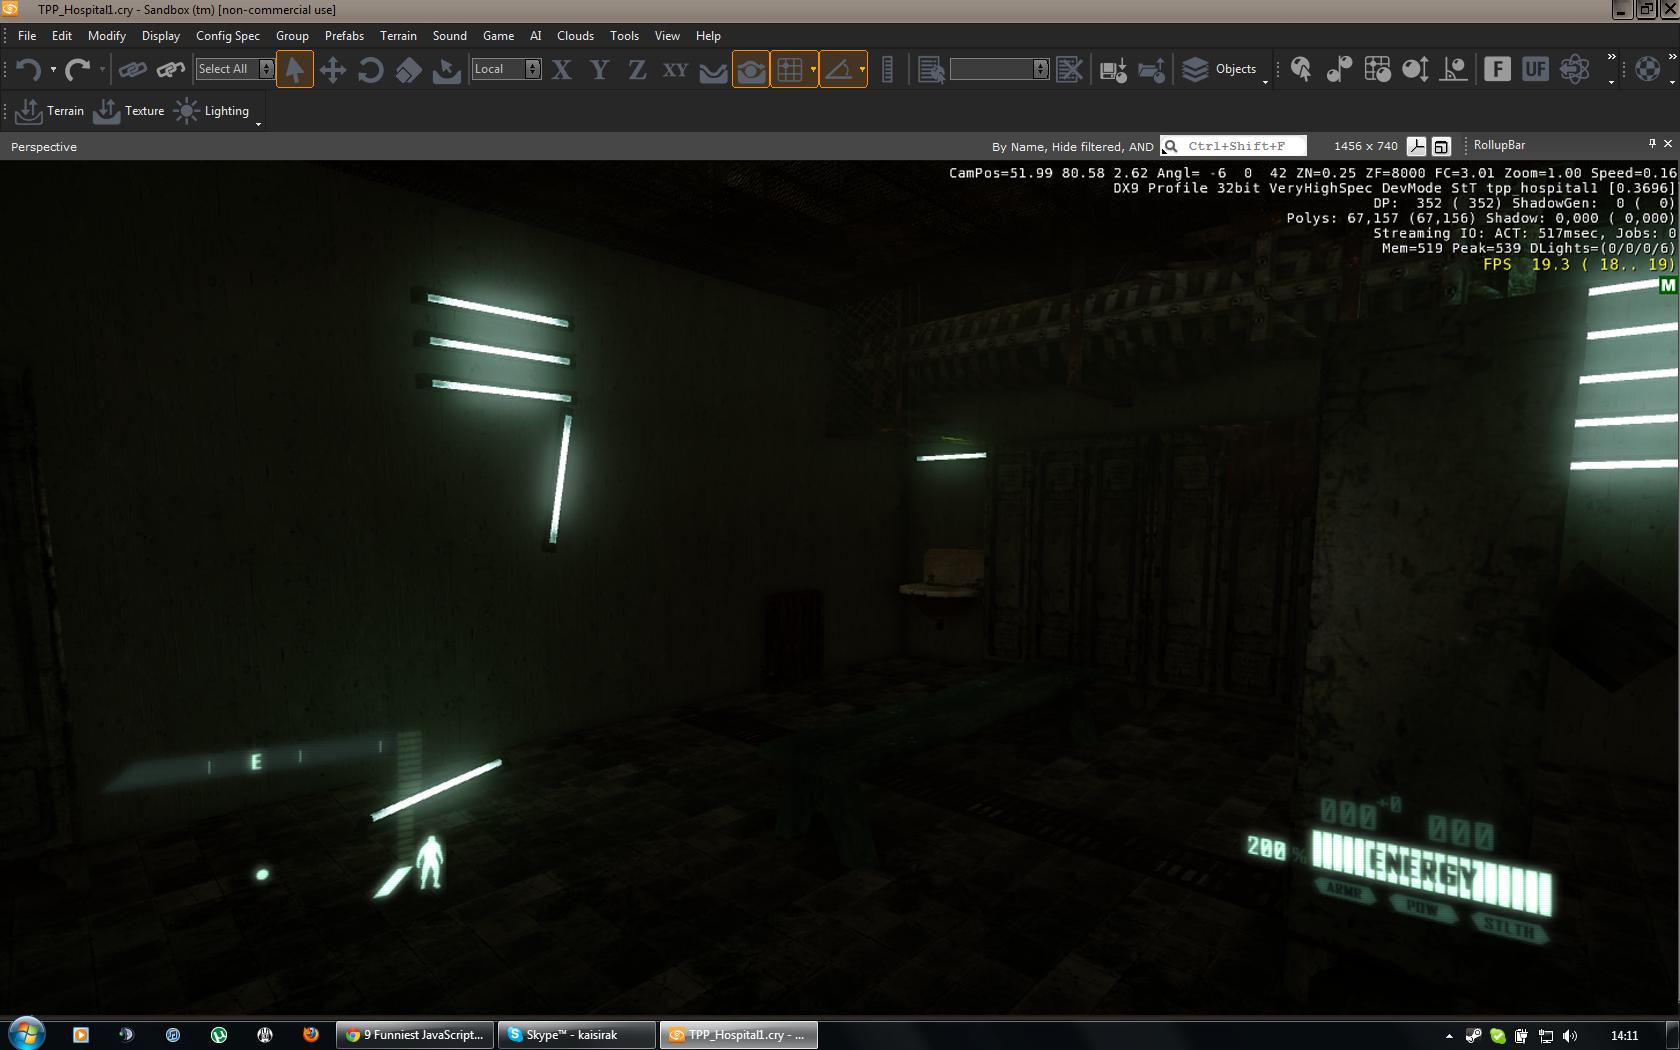 TPP_Hospital1.cry - Sandbox (tm) [non-commercial use]
File Edit Modify Display Config Spec Group Prefabs Terrain Sound Game AI Clouds Tools View Help
Select All Local X Y Z XY Objects F UF
Terrain Texture Lighting
Perspective By Name, Hide filtered, AND Ctrl+Shift+F 1456 x 740 RollupBar
CamPos=51.99 80.58 2.62 Angl= -6 0 42 ZN=0.25 ZF=8000 FC=3.01 Zoom=1.00 Speed=0.16
DX9 Profile 32bit VeryHighSpec DevMode StT tpp_hospital1 [0.3696]
DP: 352 ( 352) ShadowGen: 0 ( 0)
Polys: 67,157 (67,156) Shadow: 0,000 ( 0,000)
Streaming IO: ACT: 517msec, Jobs: 0
Mem=519 Peak=539 DLights=(0/0/0/6)
FPS 19.3 ( 18.. 19)
M
E
000 +0 000
200 % ENERGY
ARMR POW STLTH
9 Funniest JavaScript... Skype™ - kaisirak TPP_Hospital1.cry - ... 14:11